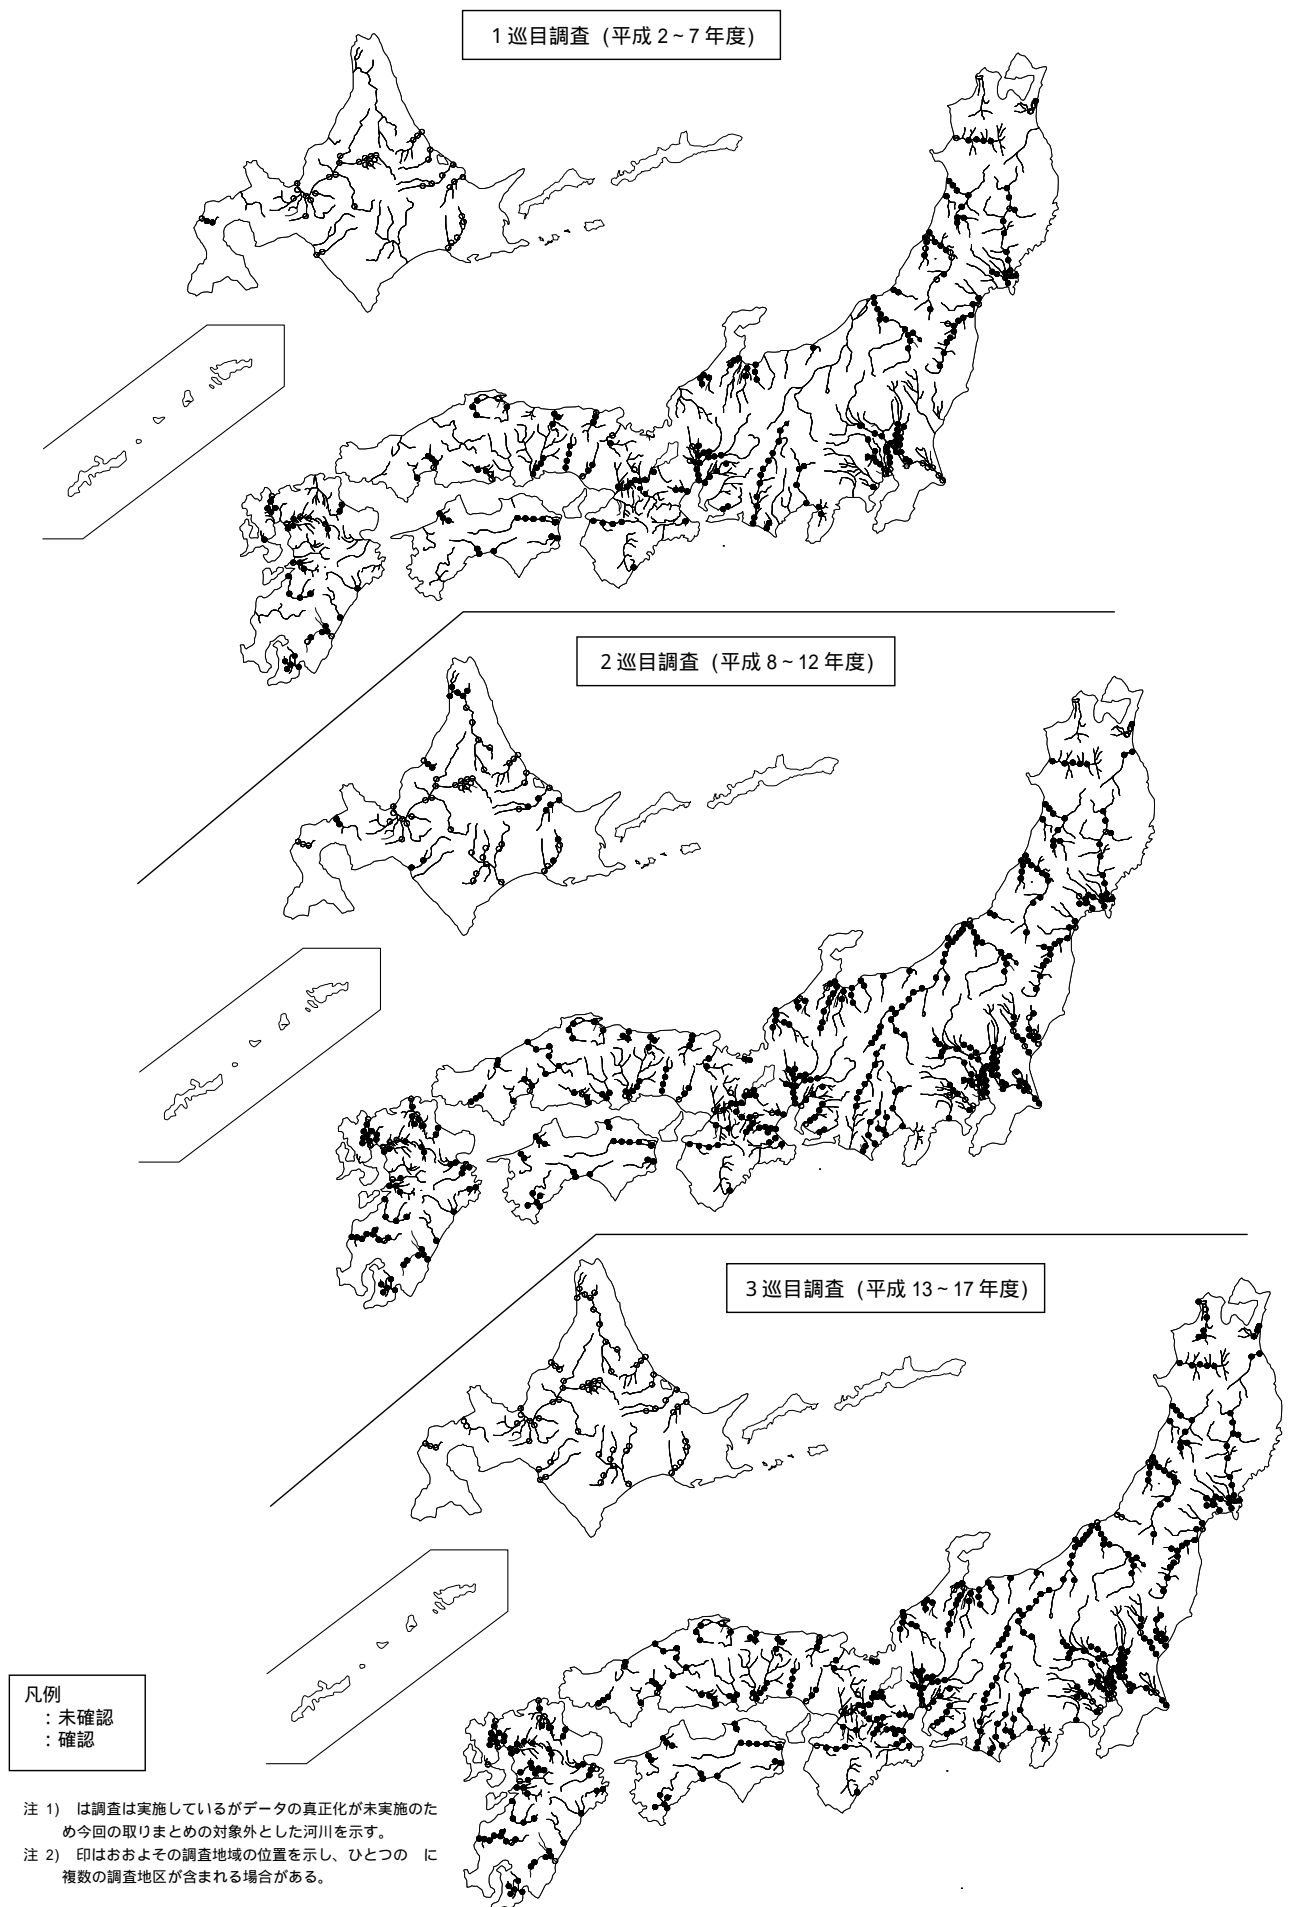 1巡目調査（平成2~7年度）
2巡目調査（平成8~12年度）
3巡目調査（平成13~17年度）
凡例
：未確認
：確認
注 1)　は調査は実施しているがデータの真正化が未実施のた
め今回の取りまとめの対象外とした河川を示す。
注 2)　印はおおよその調査地域の位置を示し、ひとつの　に
複数の調査地区が含まれる場合がある。